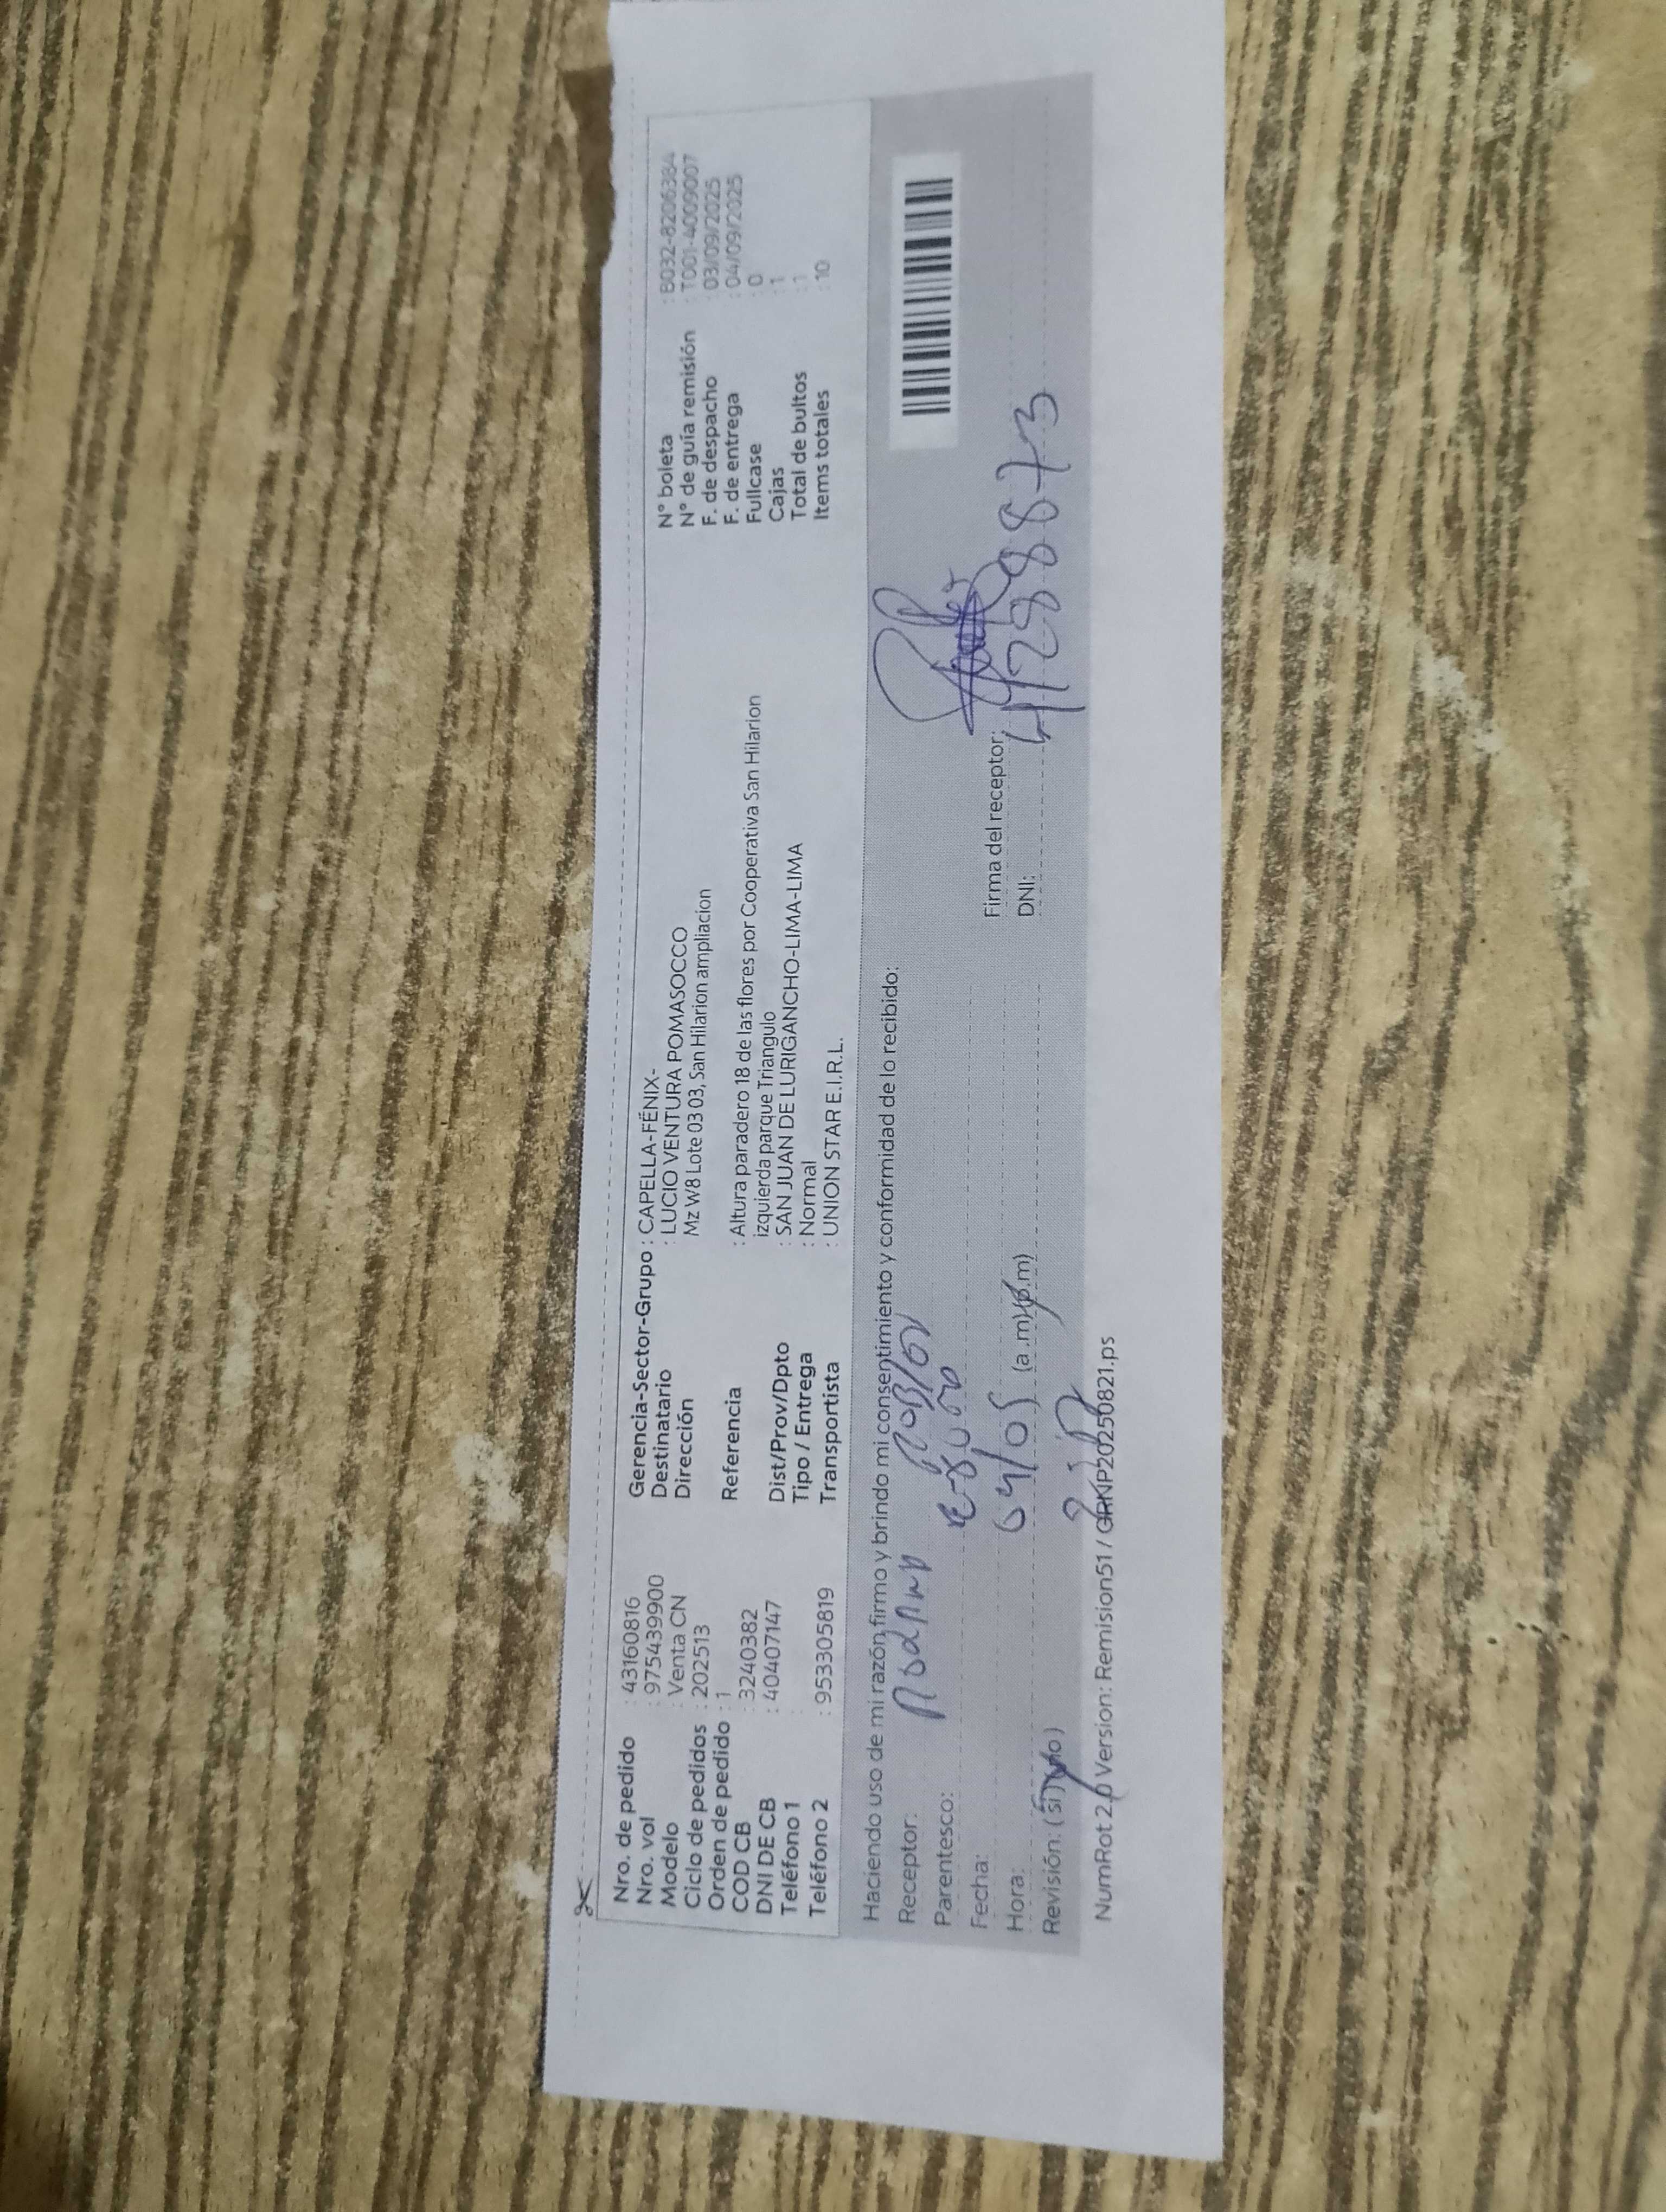 Nro. de pedido : 43160816
Nro. vol : 975439900
Modelo : Venta CN
Ciclo de pedidos : 202513
Orden de pedido : 1
COD CB : 3240382
DNI DE CB : 40407147
Teléfono 1 :
Teléfono 2 : 953305819
Gerencia-Sector-Grupo : CAPELLA-FÉNIX-
Destinatario : LUCIO VENTURA POMASOCCO
Dirección : Mz W8 Lote 03 03, San Hilarion ampliacion
Referencia : Altura paradero 18 de las flores por Cooperativa San Hilarion
izquierda parque Triangulo
Dist/Prov/Dpto : SAN JUAN DE LURIGANCHO-LIMA-LIMA
Tipo / Entrega : Normal
Transportista : UNION STAR E.I.R.L.
N° boleta : B032-8206384
N° de guía remisión : T001-4009007
F. de despacho : 03/09/2025
F. de entrega : 04/09/2025
Fullcase : 0
Cajas : 1
Total de bultos : 1
Items totales : 10
Haciendo uso de mi razón, firmo y brindo mi consentimiento y conformidad de lo recibido:
Receptor:
Parentesco:
Fecha:
Hora: (a.m) (p.m)
Revisión: (SI) (No)
Firma del receptor:
DNI: 47288873
NumRot 2.0 Version: Remision51 / GRKNP20250821.ps